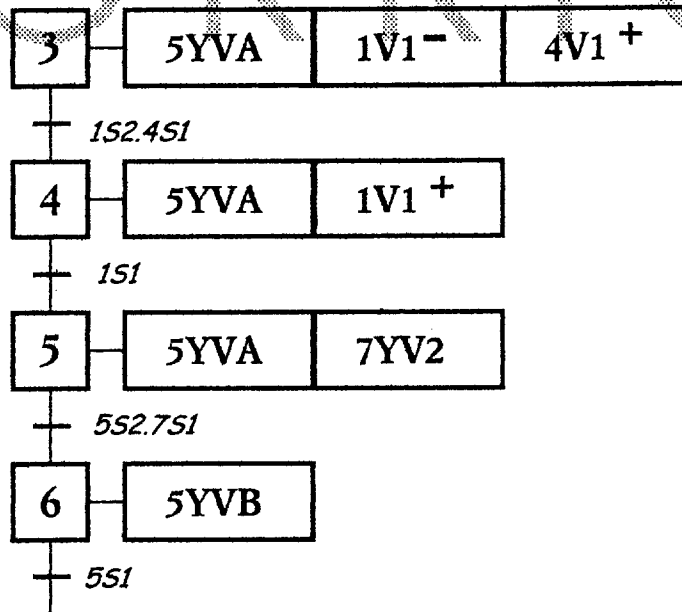 3 5YVA 1V1- 4V1+
1S2.4S1
4 5YVA 1V1+
1S1
5 5YVA 7YV2
5S2.7S1
6 5YVB
5S1